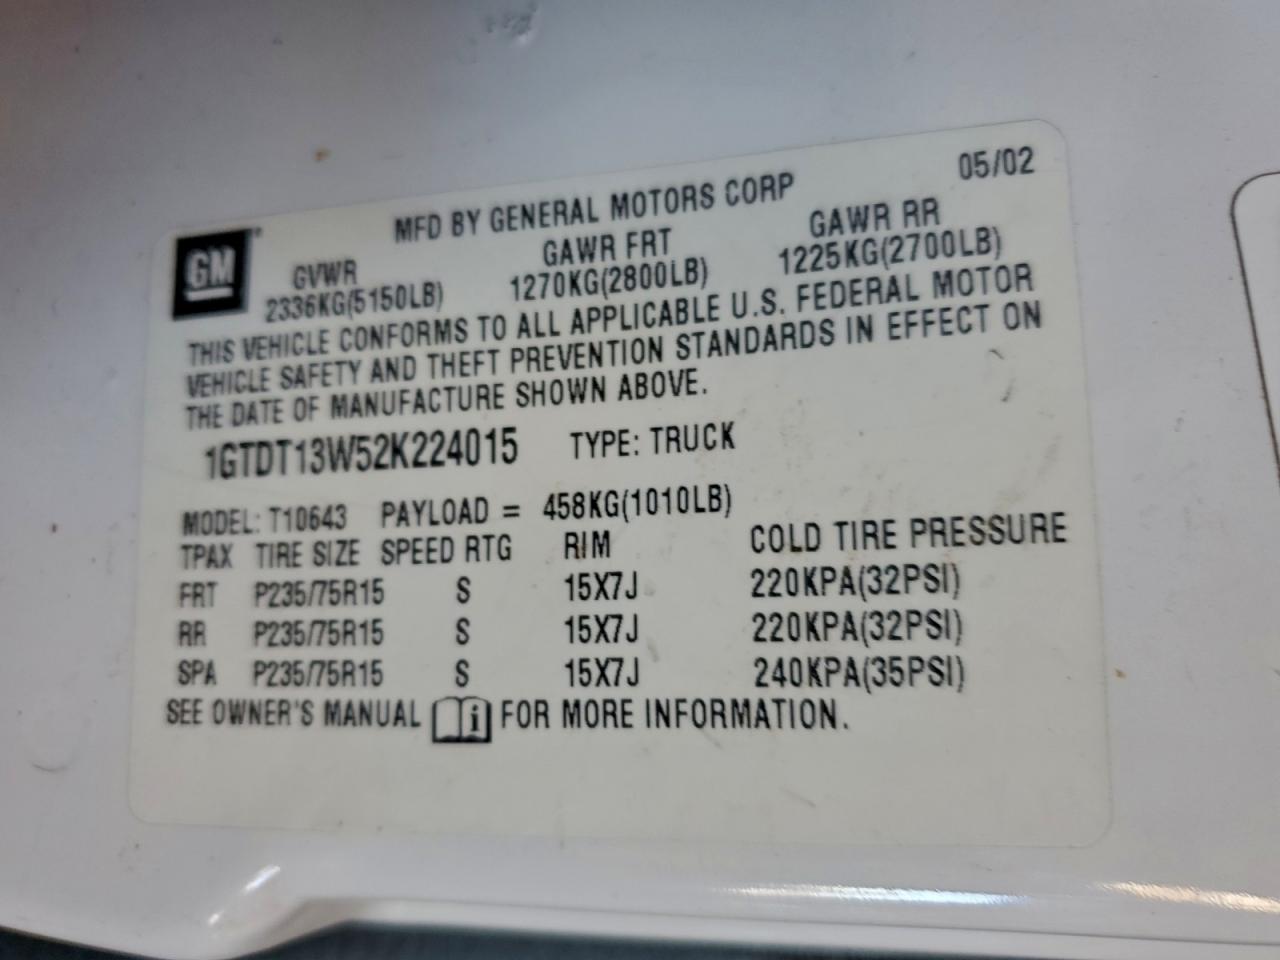 MFD BY GENERAL MOTORS CORP 05/02
GM GVWR GAWR FRT GAWR RR
2336KG(5150LB) 1270KG(2800LB) 1225KG(2700LB)
THIS VEHICLE CONFORMS TO ALL APPLICABLE U.S. FEDERAL MOTOR
VEHICLE SAFETY AND THEFT PREVENTION STANDARDS IN EFFECT ON
THE DATE OF MANUFACTURE SHOWN ABOVE.
1GTDT13W52K224015 TYPE: TRUCK
MODEL: T10643 PAYLOAD = 458KG(1010LB)
TPAX TIRE SIZE SPEED RTG RIM COLD TIRE PRESSURE
FRT P235/75R15 S 15X7J 220KPA(32PSI)
RR P235/75R15 S 15X7J 220KPA(32PSI)
SPA P235/75R15 S 15X7J 240KPA(35PSI)
SEE OWNER'S MANUAL i FOR MORE INFORMATION.